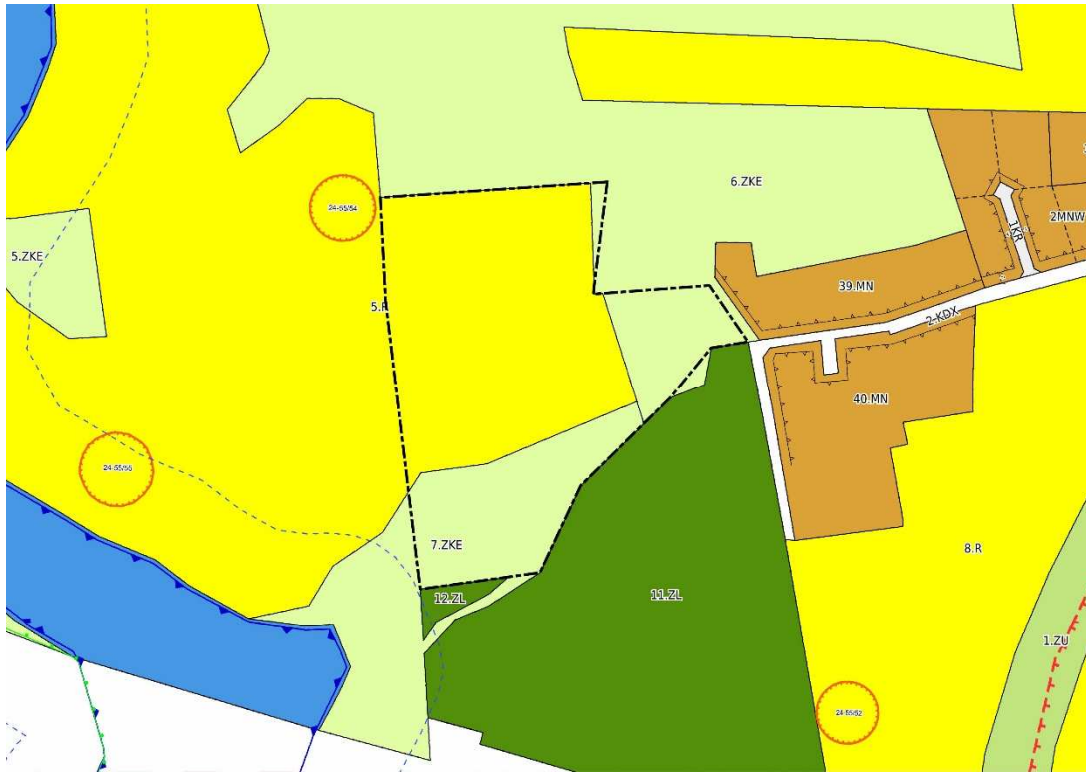 6.ZKE
24-55/54
1KR
2MNW
5.ZKE
39.MN
5.R
2-KDX
40.MN
24-55/55
7.ZKE
8.R
12.ZL
11.ZL
1.ZU
24-55/52